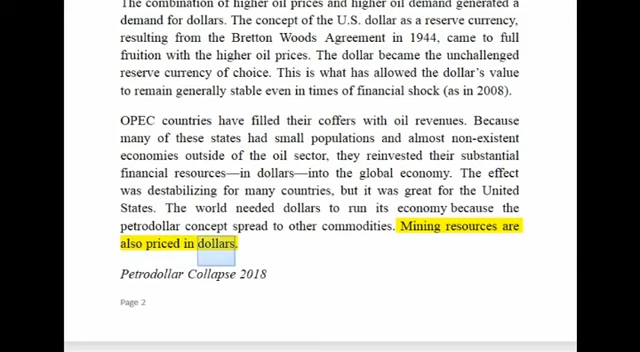 The combination of higher oil prices and higher oil demand generated a
demand for dollars. The concept of the U.S. dollar as a reserve currency,
resulting from the Bretton Woods Agreement in 1944, came to full
fruition with the higher oil prices. The dollar became the unchallenged
reserve currency of choice. This is what has allowed the dollar’s value
to remain generally stable even in times of financial shock (as in 2008).
OPEC countries have filled their coffers with oil revenues. Because
many of these states had small populations and almost non-existent
economies outside of the oil sector, they reinvested their substantial
financial resources—in dollars—into the global economy. The effect
was destabilizing for many countries, but it was great for the United
States. The world needed dollars to run its economy because the
petrodollar concept spread to other commodities. Mining resources are
also priced in dollars.
Petrodollar Collapse 2018
Page 2